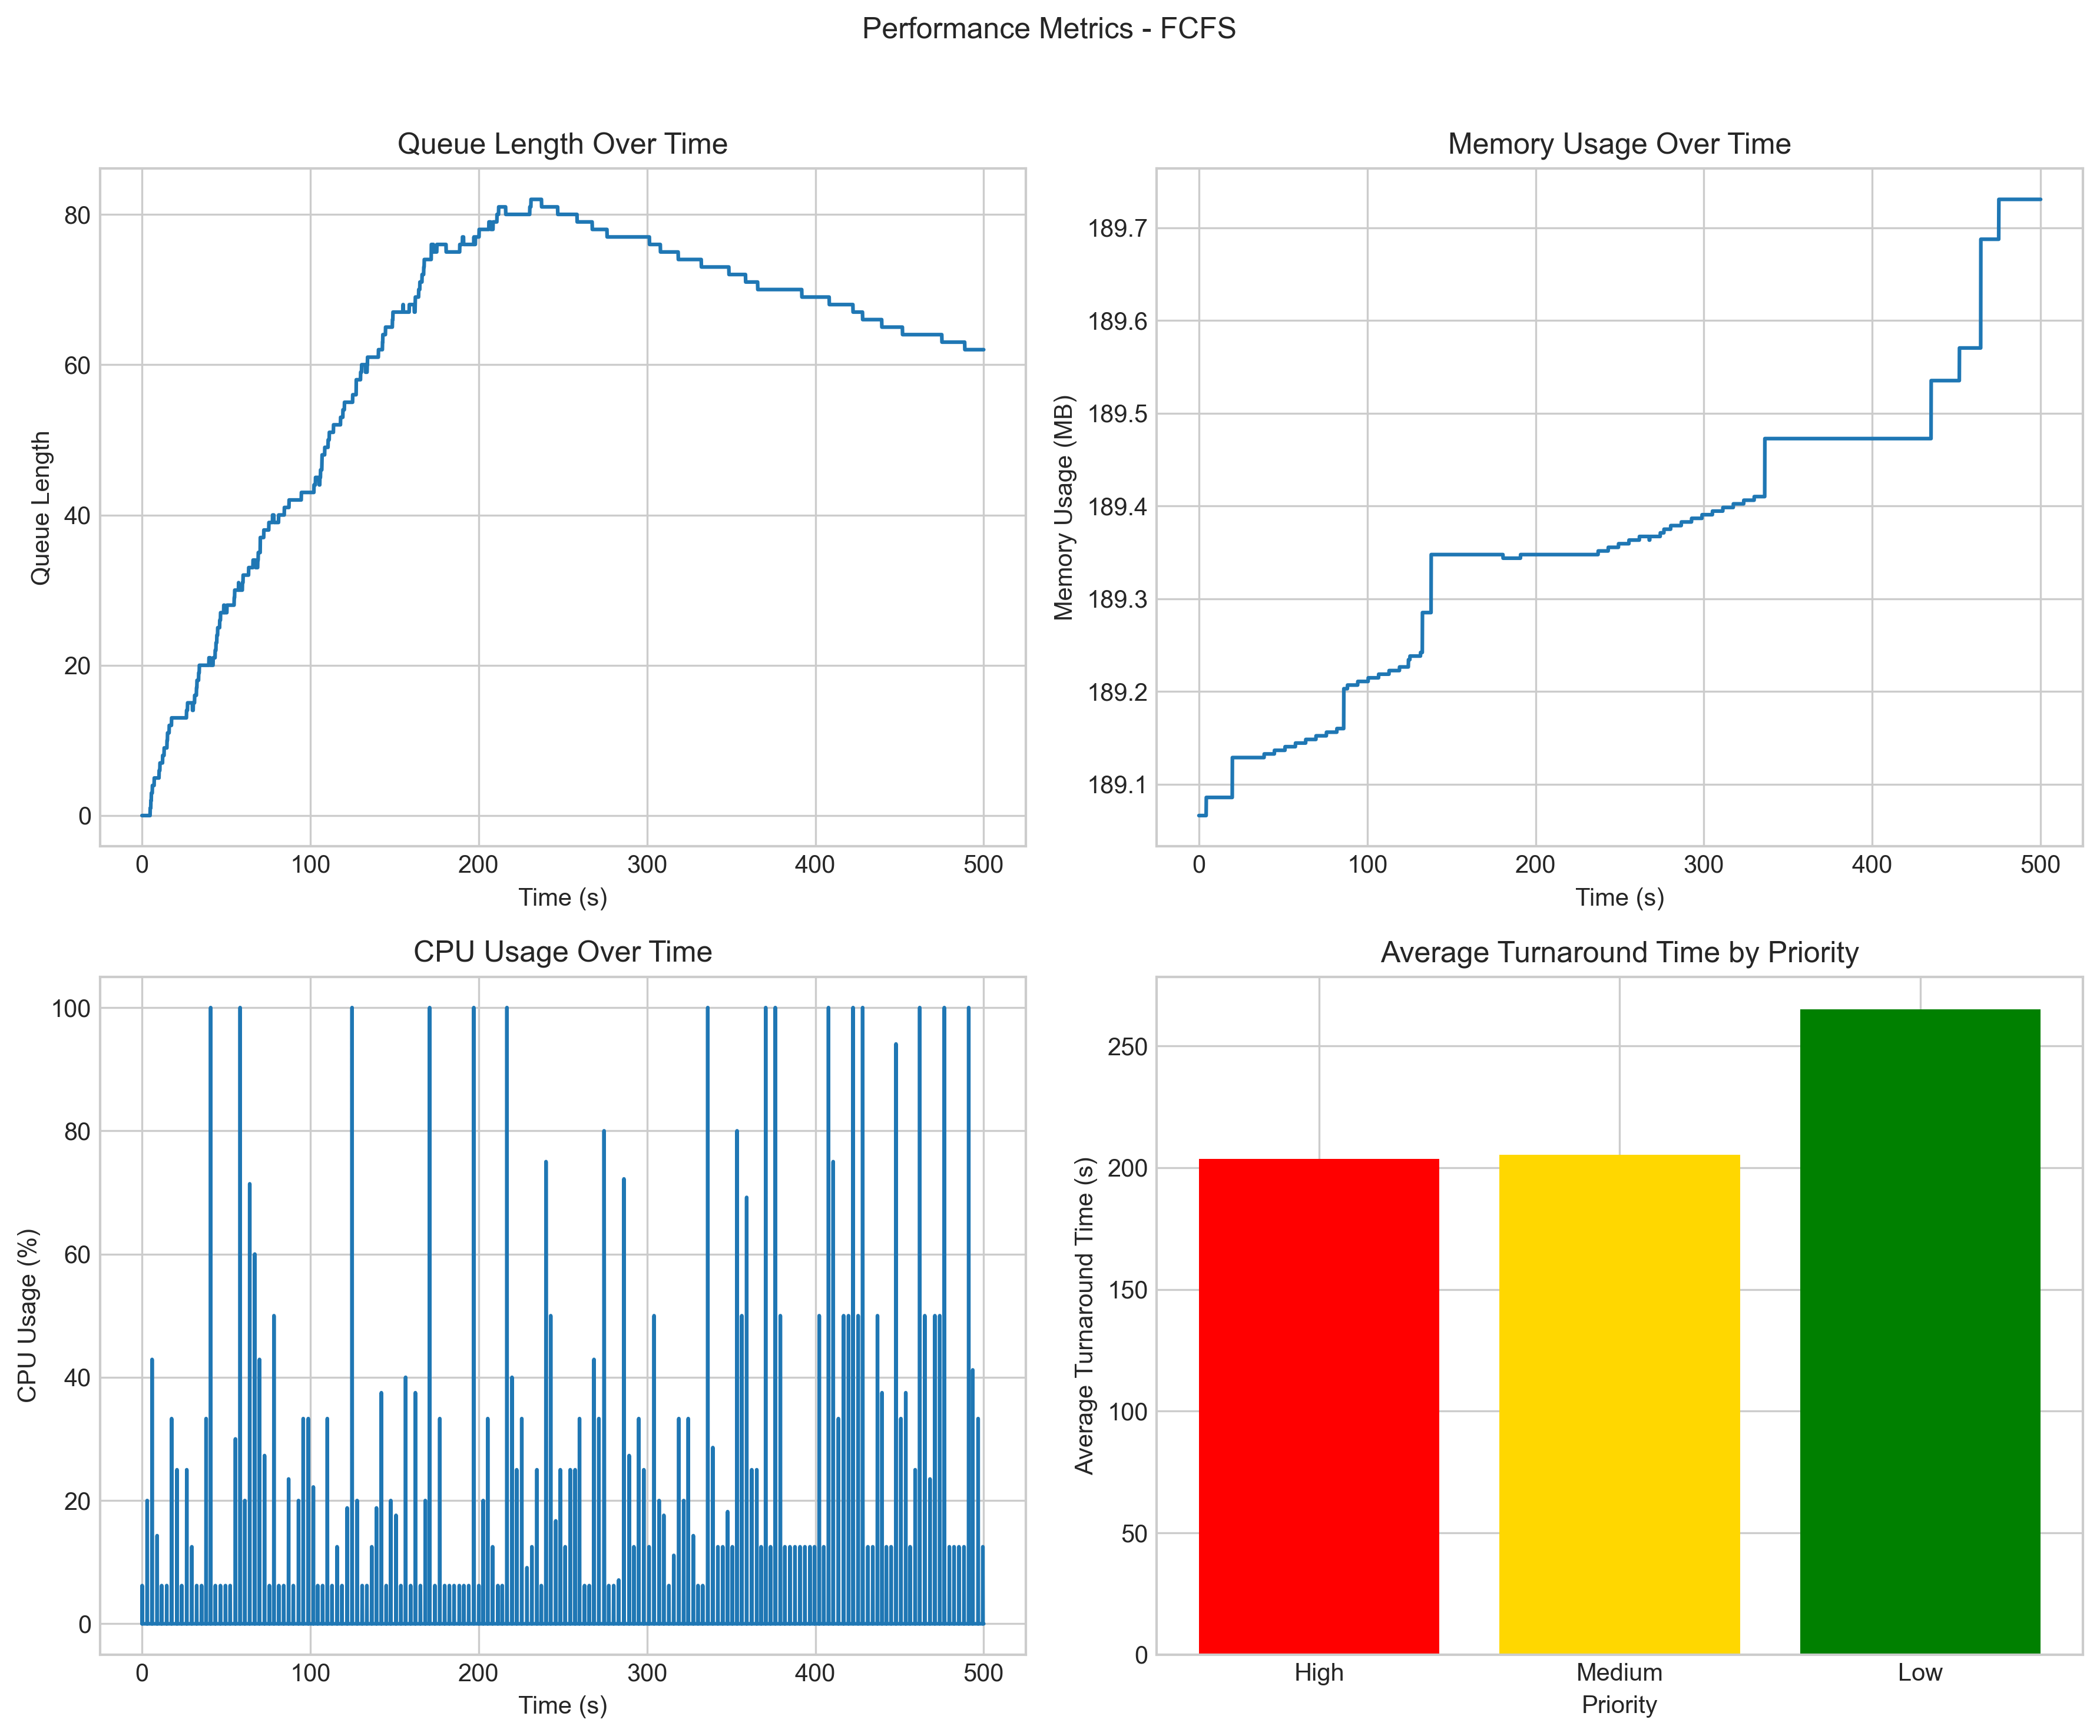 Performance Metrics - FCFS
Queue Length Over Time
Queue Length
80
60
40
20
0
0 100 200 300 400 500
Time (s)
Memory Usage Over Time
Memory Usage (MB)
189.7
189.6
189.5
189.4
189.3
189.2
189.1
0 100 200 300 400 500
Time (s)
CPU Usage Over Time
CPU Usage (%)
100
80
60
40
20
0
0 100 200 300 400 500
Time (s)
Average Turnaround Time by Priority
Average Turnaround Time (s)
250
200
150
100
50
0
High Medium Low
Priority